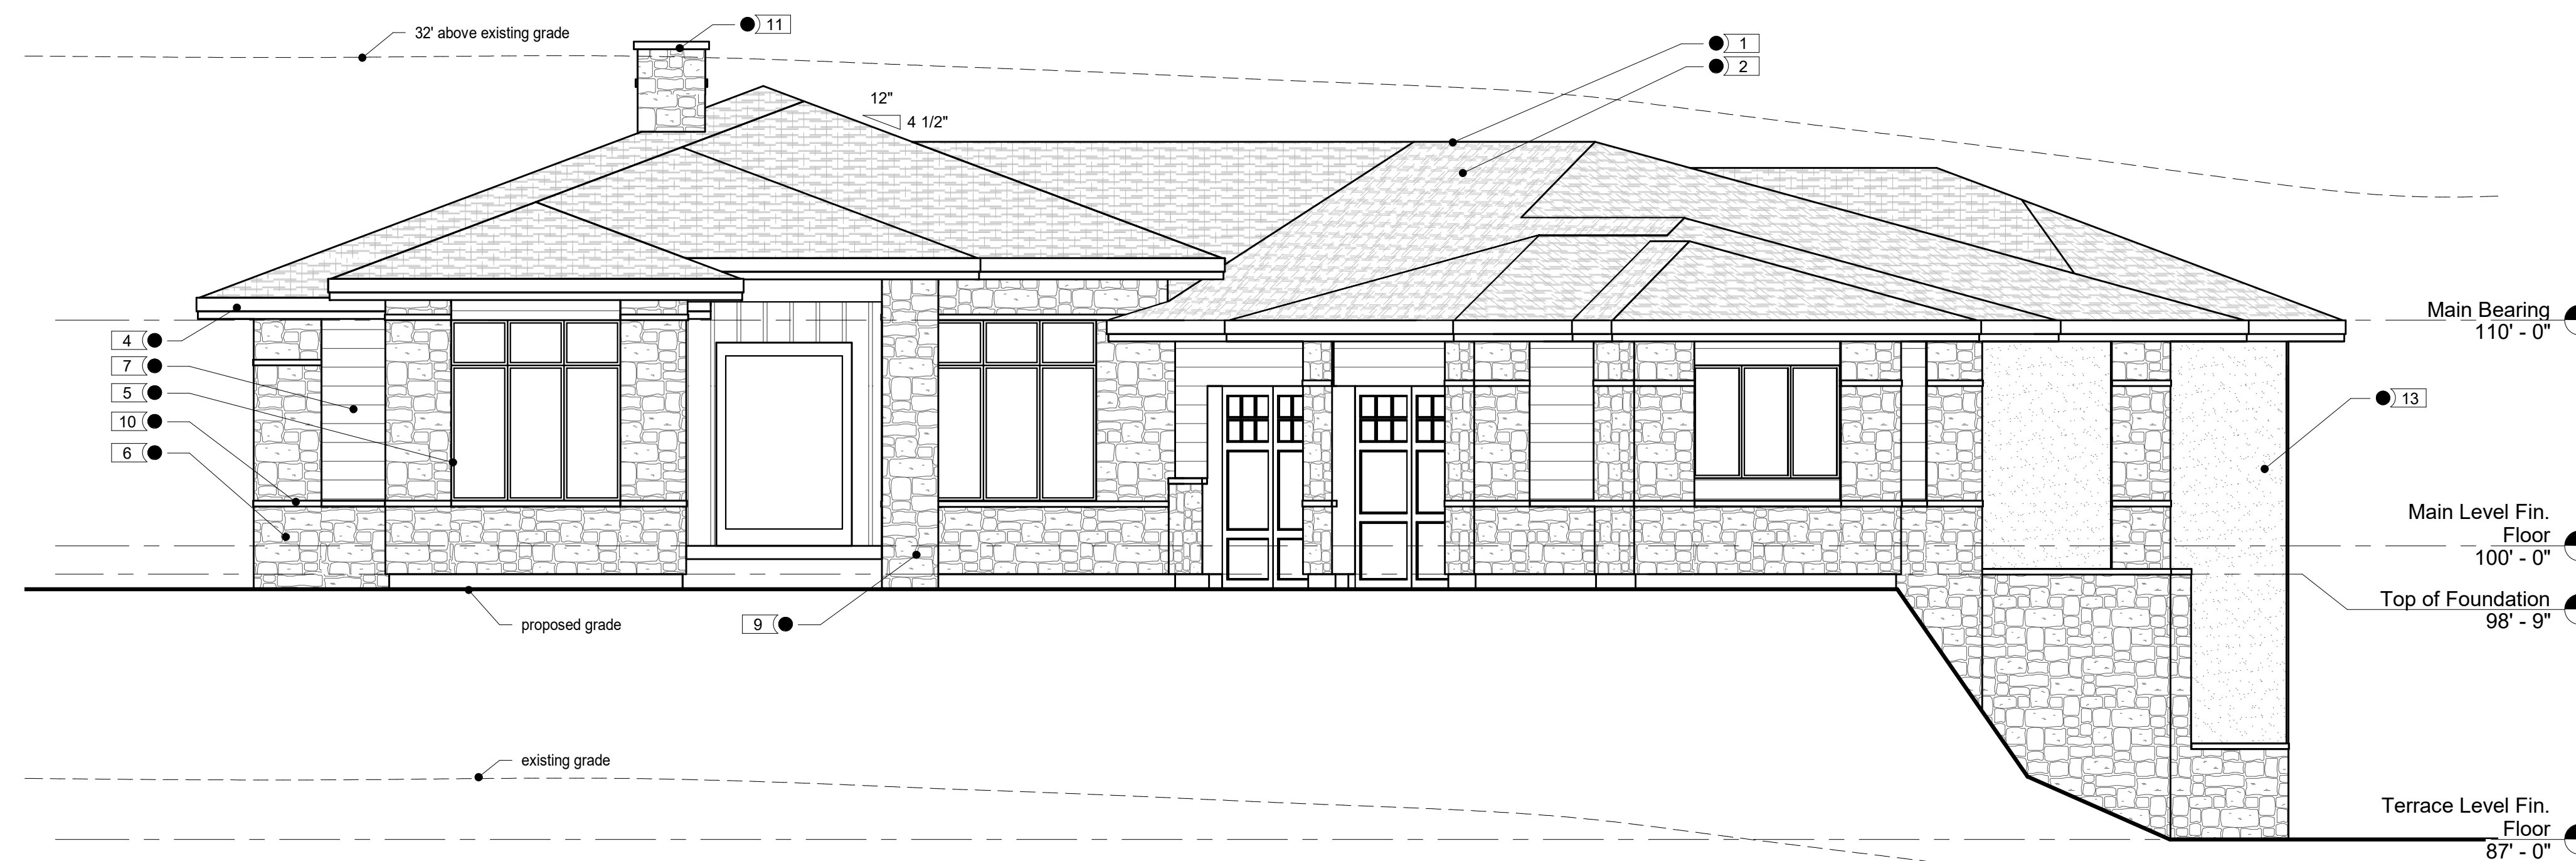 32' above existing grade
11
1
2
12"
4 1/2"
4
7
5
10
6
13
9
Main Bearing
110' - 0"
Main Level Fin.
Floor
100' - 0"
Top of Foundation
98' - 9"
proposed grade
existing grade
Terrace Level Fin.
Floor
87' - 0"